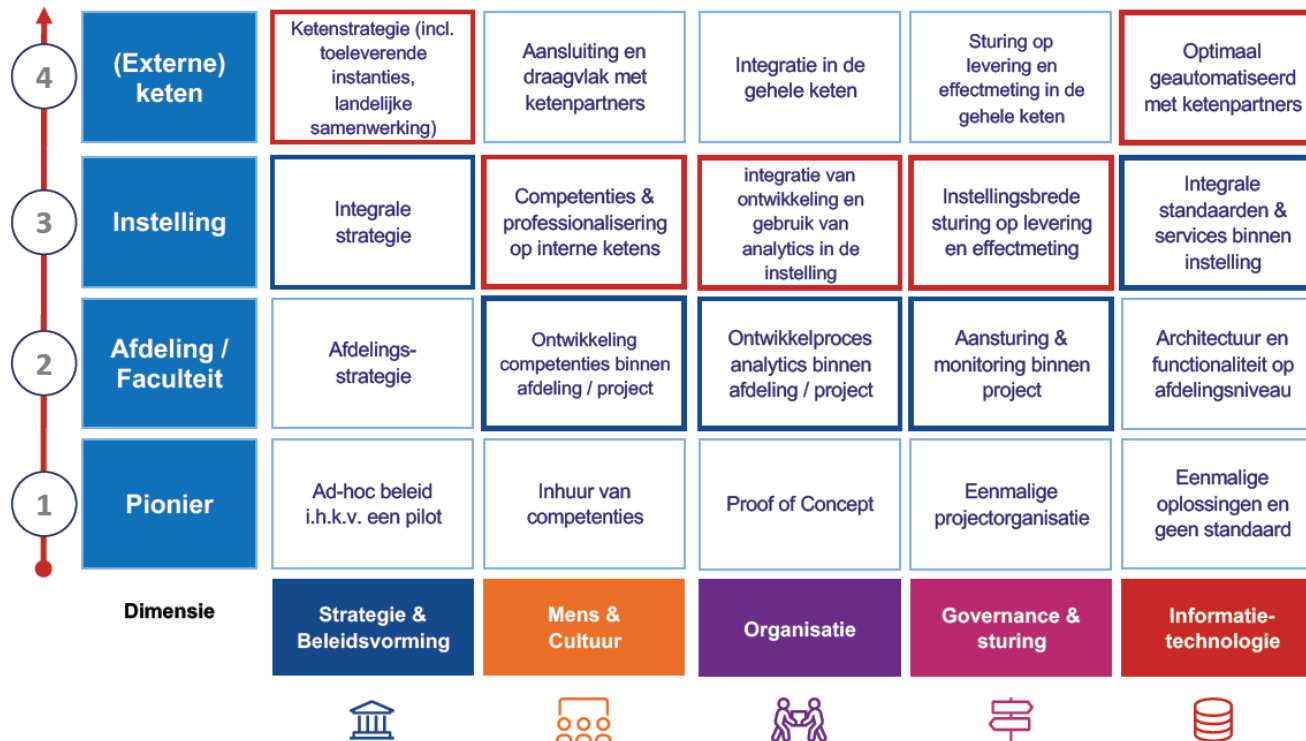 4
(Externe)
keten
Ketenstrategie (incl.
toeleverende
instanties,
landelijke
samenwerking)
Aansluiting en
draagvlak met
ketenpartners
Integratie in de
gehele keten
Sturing op
levering en
effectmeting in de
gehele keten
Optimaal
geautomatiseerd
met ketenpartners
3
Instelling
Integrale
strategie
Competenties &
professionalisering
op interne ketens
integratie van
ontwikkeling en
gebruik van
analytics in de
instelling
Instellingsbrede
sturing op levering
en effectmeting
Integrale
standaarden &
services binnen
instelling
2
Afdeling /
Faculteit
Afdelings-
strategie
Ontwikkeling
competenties binnen
afdeling / project
Ontwikkelproces
analytics binnen
afdeling / project
Aansturing &
monitoring binnen
project
Architectuur en
functionaliteit op
afdelingsniveau
1
Pionier
Ad-hoc beleid
i.h.k.v. een pilot
Inhuur van
competenties
Proof of Concept
Eenmalige
projectorganisatie
Eenmalige
oplossingen en
geen standaard
Dimensie
Strategie &
Beleidsvorming
Mens &
Cultuur
Organisatie
Governance &
sturing
Informatie-
technologie